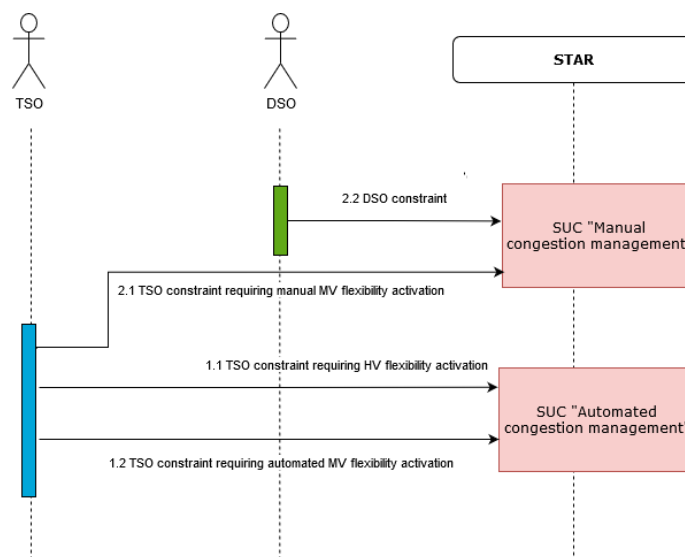 TSO
DSO
STAR
2.2 DSO constraint
SUC "Manual
congestion management
2.1 TSO constraint requiring manual MV flexibility activation
1.1 TSO constraint requiring HV flexibility activation
SUC "Automated
congestion management"
1.2 TSO constraint requiring automated MV flexibility activation